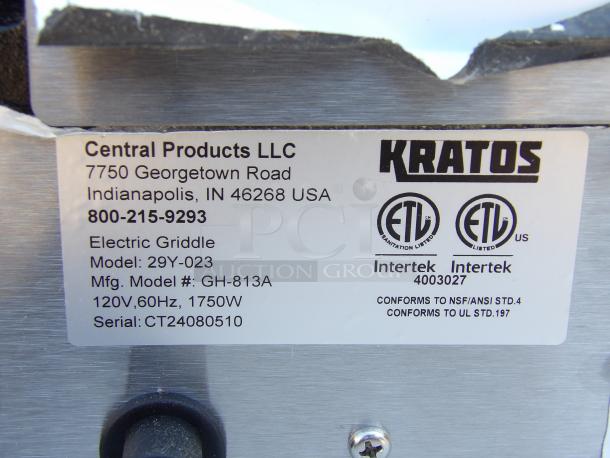 Central Products LLC
7750 Georgetown Road
Indianapolis, IN 46268 USA
800-215-9293
Electric Griddle
Model: 29Y-023
Mfg. Model #: GH-813A
120V,60Hz, 1750W
Serial: CT24080510
KRATOS
ETL ETL US
SANITATION LISTED LISTED
Intertek Intertek
4003027
CONFORMS TO NSF/ANSI STD.4
CONFORMS TO UL STD.197
PCI
AUCTION GROUP